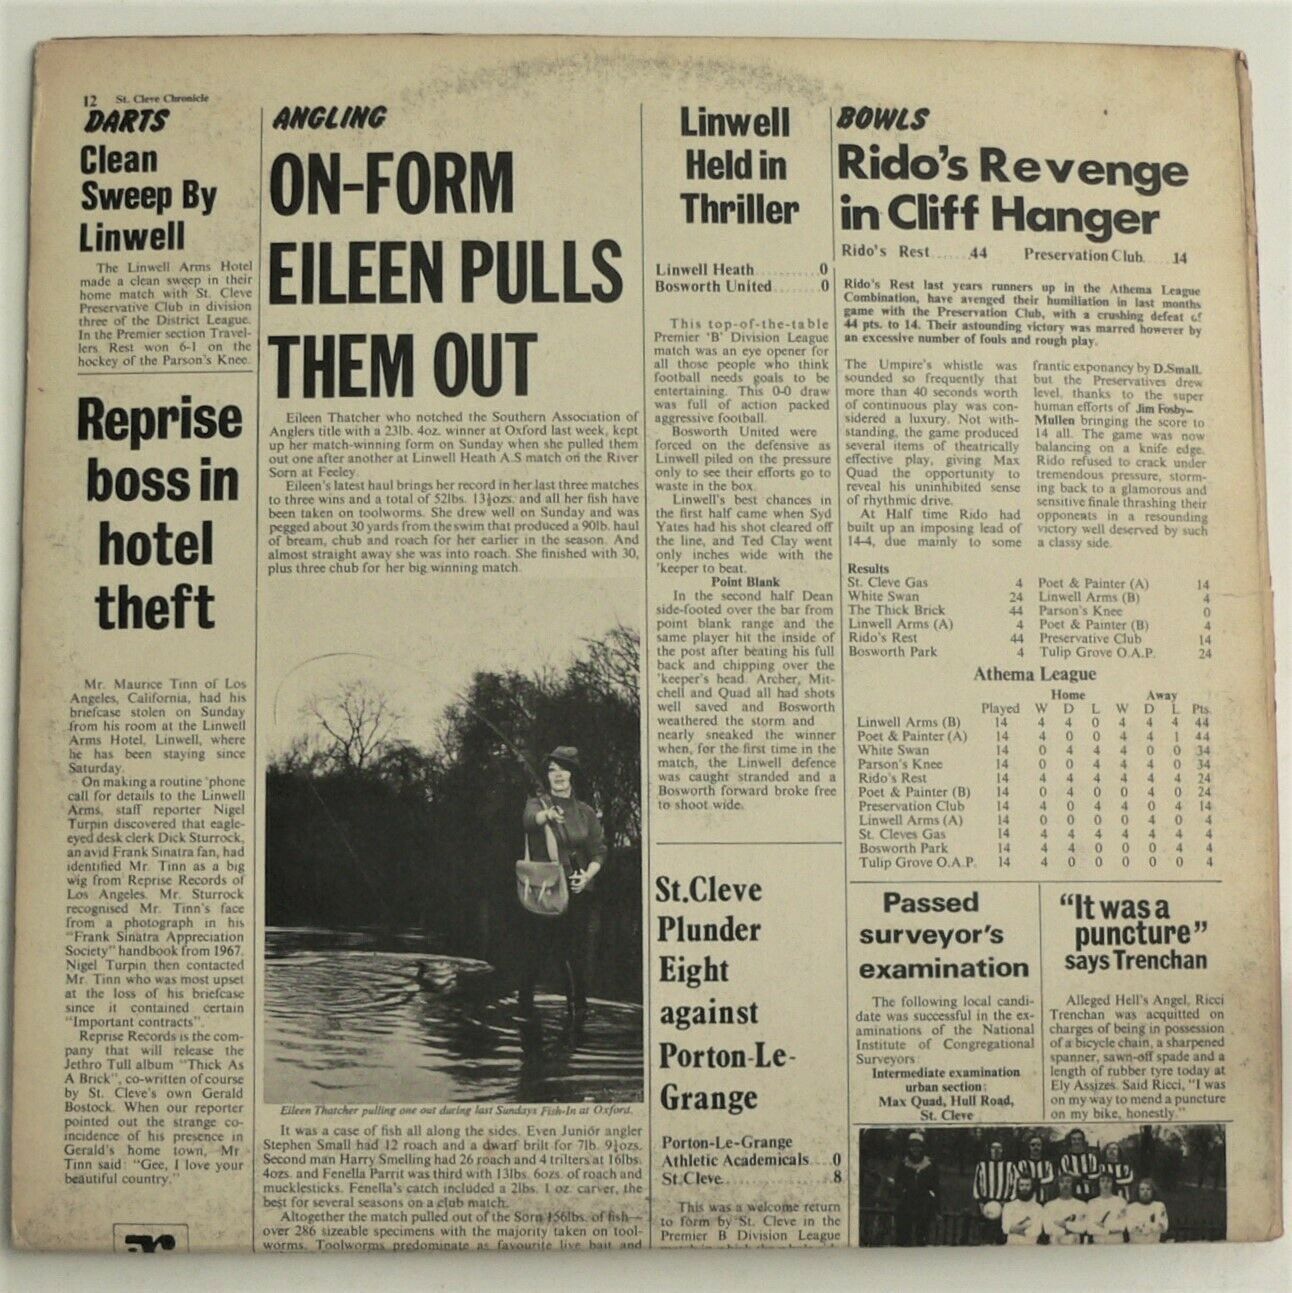 12 St. Cleve Chronicle
DARTS
Clean
Sweep By
Linwell
The Linwell Arms Hotel
made a clean sweep in their
home match with St. Cleve
Preservative Club in division
three of the District League.
In the Premier section Travel-
lers Rest won 6-1 on the
hockey of the Parson's Knee.
Reprise
boss in
hotel
theft
Mr. Maurice Tinn of Los
Angeles, California, had his
briefcase stolen on Sunday
from his room at the Linwell
Arms Hotel, Linwell, where
he has been staying since
Saturday.
On making a routine 'phone
call for details to the Linwell
Arms, staff reporter Nigel
Turpin discovered that eagle-
eyed desk clerk Dick Sturrock,
an avid Frank Sinatra fan, had
identified Mr. Tinn as a big
wig from Reprise Records of
Los Angeles. Mr. Sturrock
recognised Mr. Tinn's face
from a photograph in his
"Frank Sinatra Appreciation
Society" handbook from 1967.
Nigel Turpin then contacted
Mr. Tinn who was most upset
at the loss of his briefcase
since it contained certain
"Important contracts".
Reprise Records is the com-
pany that will release the
Jethro Tull album "Thick As
A Brick", co-written of course
by St. Cleve's own Gerald
Bostock. When our reporter
pointed out the strange co-
incidence of his presence in
Gerald's home town, Mr
Tinn said: "Gee, I love your
beautiful country."
ANGLING
ON-FORM
EILEEN PULLS
THEM OUT
Eileen Thatcher who notched the Southern Association of
Anglers title with a 23lb. 4oz. winner at Oxford last week, kept
up her match-winning form on Sunday when she pulled them
out one after another at Linwell Heath A.S match on the River
Sorn at Feeley.
Eileen's latest haul brings her record in her last three matches
to three wins and a total of 52lbs. 13½ozs. and all her fish have
been taken on toolworms. She drew well on Sunday and was
pegged about 30 yards from the swim that produced a 90lb. haul
of bream, chub and roach for her earlier in the season. And
almost straight away she was into roach. She finished with 30,
plus three chub for her big winning match.
Eileen Thatcher pulling one out during last Sundays Fish-In at Oxford.
It was a case of fish all along the sides. Even Junior angler
Stephen Small had 12 roach and a dwarf brilt for 7lb. 9½ozs.
Second man Harry Smelling had 26 roach and 4 trilters at 16lbs.
4ozs. and Fenella Parrit was third with 13lbs. 6ozs. of roach and
mucklesticks. Fenella's catch included a 2lbs. 1 oz. carver, the
best for several seasons on a club match.
Altogether the match pulled out of the Sorn 156lbs. of fish—
over 286 sizeable specimens with the majority taken on tool-
worms. Toolworms predominate as favourite live bait and
Linwell
Held in
Thriller
Linwell Heath 0
Bosworth United 0
This top-of-the-table
Premier 'B' Division League
match was an eye opener for
all those people who think
football needs goals to be
entertaining. This 0-0 draw
was full of action packed
aggressive football.
Bosworth United were
forced on the defensive as
Linwell piled on the pressure
only to see their efforts go to
waste in the box.
Linwell's best chances in
the first half came when Syd
Yates had his shot cleared off
the line, and Ted Clay went
only inches wide with the
'keeper to beat.
Point Blank
In the second half Dean
side-footed over the bar from
point blank range and the
same player hit the inside of
the post after beating his full
back and chipping over the
'keeper's head. Archer, Mit-
chell and Quad all had shots
well saved and Bosworth
weathered the storm and
nearly sneaked the winner
when, for the first time in the
match, the Linwell defence
was caught stranded and a
Bosworth forward broke free
to shoot wide.
St.Cleve
Plunder
Eight
against
Porton-Le-
Grange
Porton-Le-Grange
Athletic Academicals 0
St.Cleve 8
This was a welcome return
to form by St. Cleve in the
Premier B Division League
BOWLS
Rido's Revenge
in Cliff Hanger
Rido's Rest 44 Preservation Club 14
Rido's Rest last years runners up in the Athema League
Combination, have avenged their humiliation in last months
game with the Preservation Club, with a crushing defeat of
44 pts. to 14. Their astounding victory was marred however by
an excessive number of fouls and rough play.
The Umpire's whistle was
sounded so frequently that
more than 40 seconds worth
of continuous play was con-
sidered a luxury. Not with-
standing, the game produced
several items of theatrically
effective play, giving Max
Quad the opportunity to
reveal his uninhibited sense
of rhythmic drive.
At Half time Rido had
built up an imposing lead of
14-4, due mainly to some
frantic exponancy by D.Small.
but the Preservatives drew
level, thanks to the super
human efforts of Jim Fosby-
Mullen bringing the score to
14 all. The game was now
balancing on a knife edge.
Rido refused to crack under
tremendous pressure, storm-
ing back to a glamorous and
sensitive finale thrashing their
opponents in a resounding
victory well deserved by such
a classy side.
Results
St. Cleve Gas 4 Poet & Painter (A) 14
White Swan 24 Linwell Arms (B) 4
The Thick Brick 44 Parson's Knee 0
Linwell Arms (A) 4 Poet & Painter (B) 4
Rido's Rest 44 Preservative Club 14
Bosworth Park 4 Tulip Grove O.A.P. 24
Athema League
Home Away
Played W D L W D L Pts.
Linwell Arms (B) 14 4 4 0 4 4 4 44
Poet & Painter (A) 14 4 0 0 4 4 1 44
White Swan 14 0 4 4 4 0 0 34
Parson's Knee 14 0 0 4 4 4 0 34
Rido's Rest 14 4 4 4 4 4 4 24
Poet & Painter (B) 14 0 4 0 4 0 0 24
Preservation Club 14 4 0 4 4 0 4 14
Linwell Arms (A) 14 0 0 0 0 4 0 4
St. Cleves Gas 14 4 4 4 4 4 4 4
Bosworth Park 14 4 0 0 0 0 4 4
Tulip Grove O.A.P. 14 4 0 0 0 0 0 4
Passed
surveyor's
examination
The following local candi-
date was successful in the ex-
aminations of the National
Institute of Congregational
Surveyors:
Intermediate examination
urban section:
Max Quad, Hull Road,
St. Cleve
"It was a
puncture"
says Trenchan
Alleged Hell's Angel, Ricci
Trenchan was acquitted on
charges of being in possession
of a bicycle chain, a sharpened
spanner, sawn-off spade and a
length of rubber tyre today at
Ely Assizes. Said Ricci, "I was
on my way to mend a puncture
on my bike, honestly."